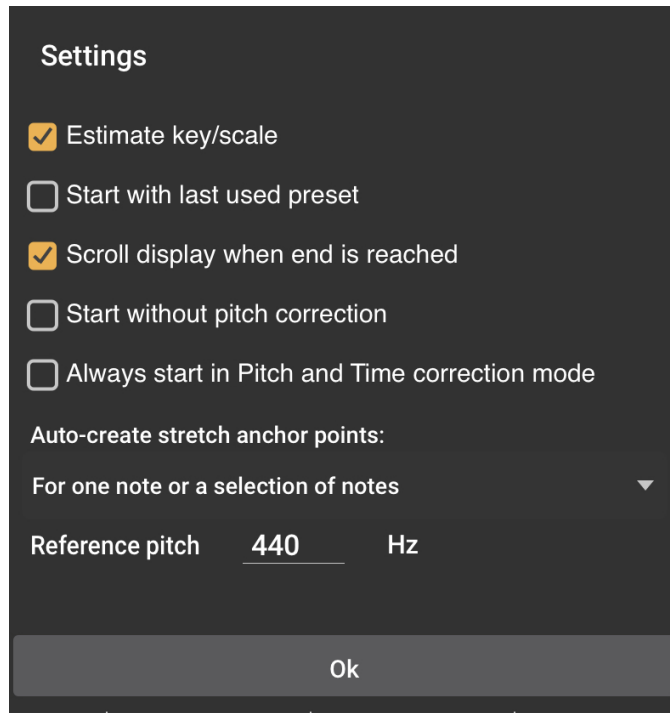 Settings
Estimate key/scale
Start with last used preset
Scroll display when end is reached
Start without pitch correction
Always start in Pitch and Time correction mode
Auto-create stretch anchor points:
For one note or a selection of notes
Reference pitch 440 Hz
Ok